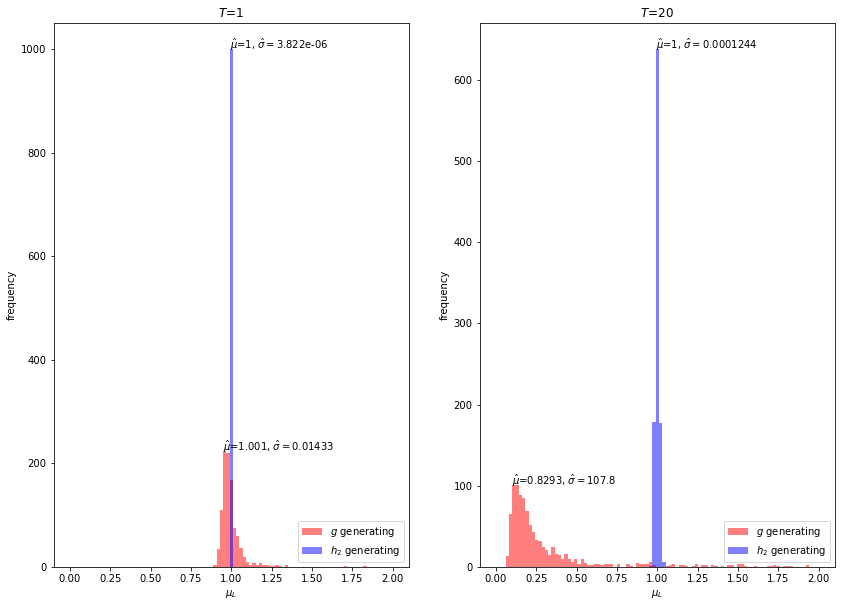 T=1
μ̂=1, σ̂ = 3.822e-06
μ̂=1.001, σ̂ = 0.01433
1000
800
600
400
200
0
frequency
0.00 0.25 0.50 0.75 1.00 1.25 1.50 1.75 2.00
μ_L
g generating
h₂ generating
T=20
μ̂=1, σ̂ = 0.0001244
μ̂=0.8293, σ̂ = 107.8
600
500
400
300
200
100
0
frequency
0.00 0.25 0.50 0.75 1.00 1.25 1.50 1.75 2.00
μ_L
g generating
h₂ generating